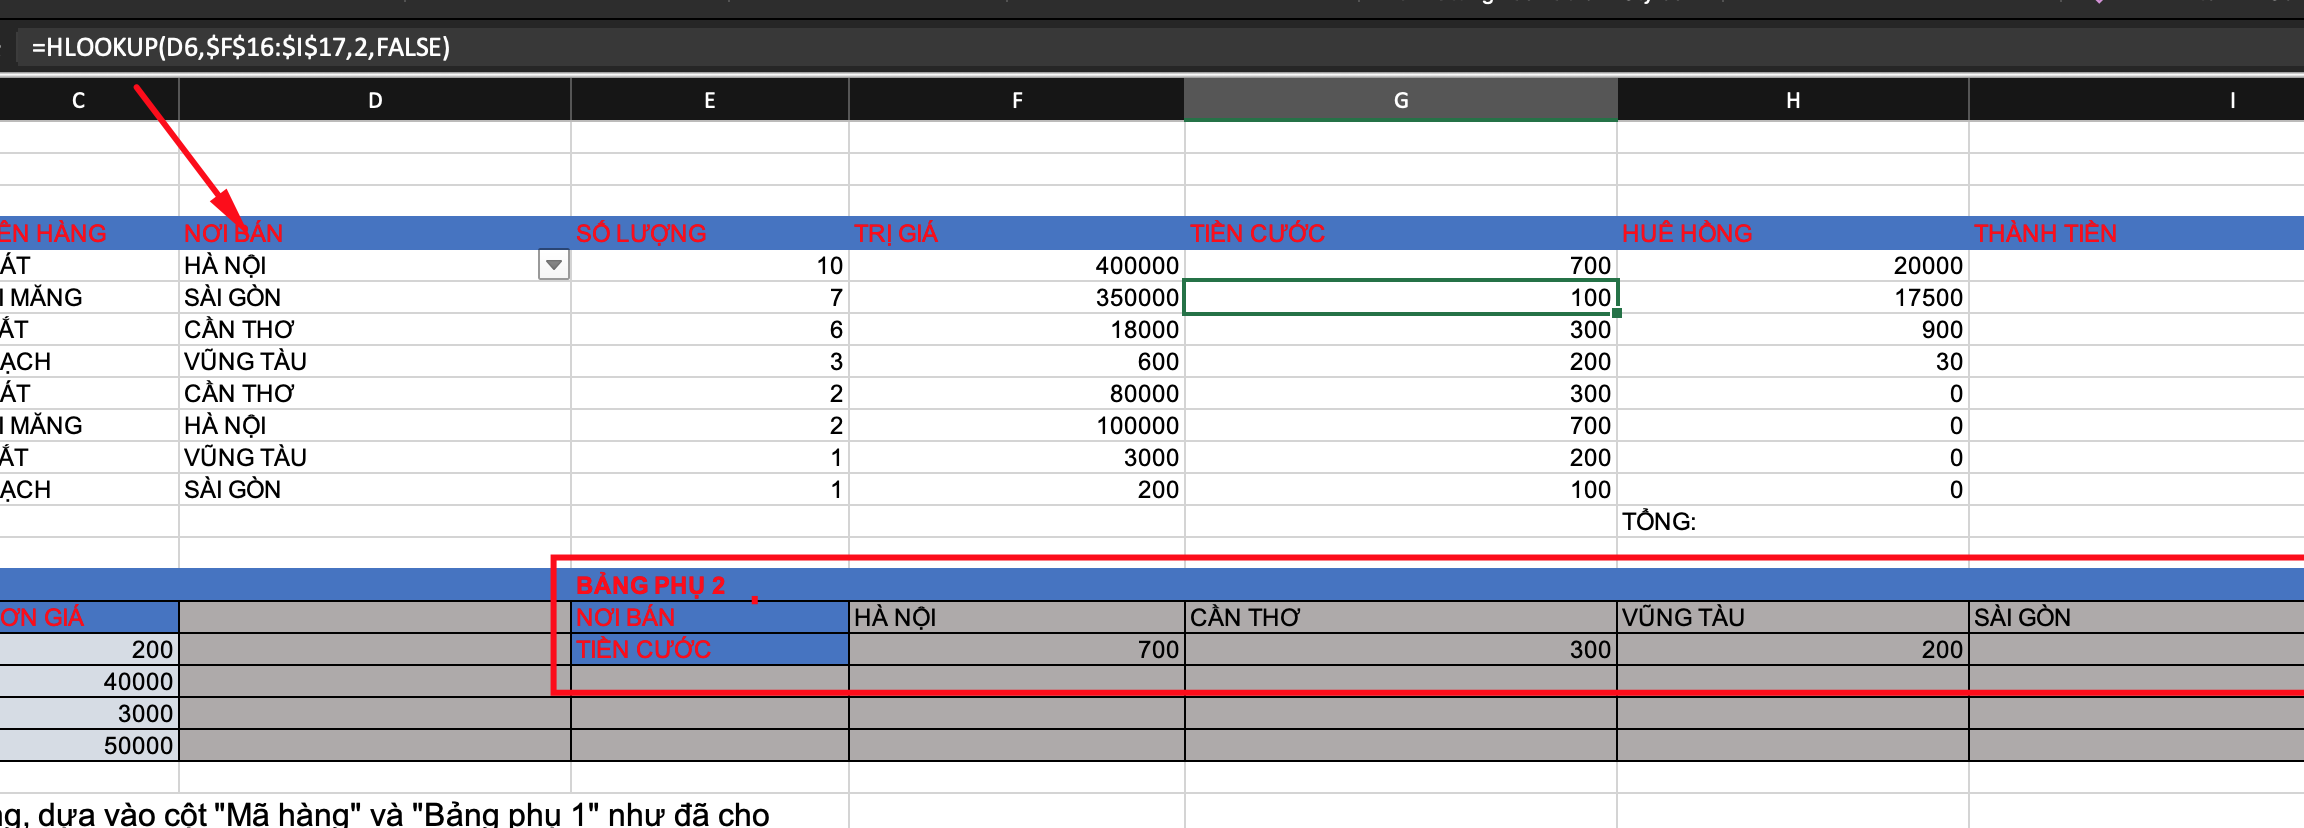 =HLOOKUP(D6,$F$16:$I$17,2,FALSE)
C D E F G H I
ÊN HÀNG NƠI BÁN SỐ LƯỢNG TRỊ GIÁ TIỀN CƯỚC HUÊ HỒNG THÀNH TIỀN
ÁT HÀ NỘI 10 400000 700 20000
I MĂNG SÀI GÒN 7 350000 100 17500
ẮT CẦN THƠ 6 18000 300 900
ẠCH VŨNG TÀU 3 600 200 30
ÁT CẦN THƠ 2 80000 300 0
I MĂNG HÀ NỘI 2 100000 700 0
ẮT VŨNG TÀU 1 3000 200 0
ẠCH SÀI GÒN 1 200 100 0
TỔNG:
BẢNG PHỤ 2
ƠN GIÁ NƠI BÁN HÀ NỘI CẦN THƠ VŨNG TÀU SÀI GÒN
200 TIỀN CƯỚC 700 300 200
40000
3000
50000
g, dựa vào cột "Mã hàng" và "Bảng phụ 1" như đã cho